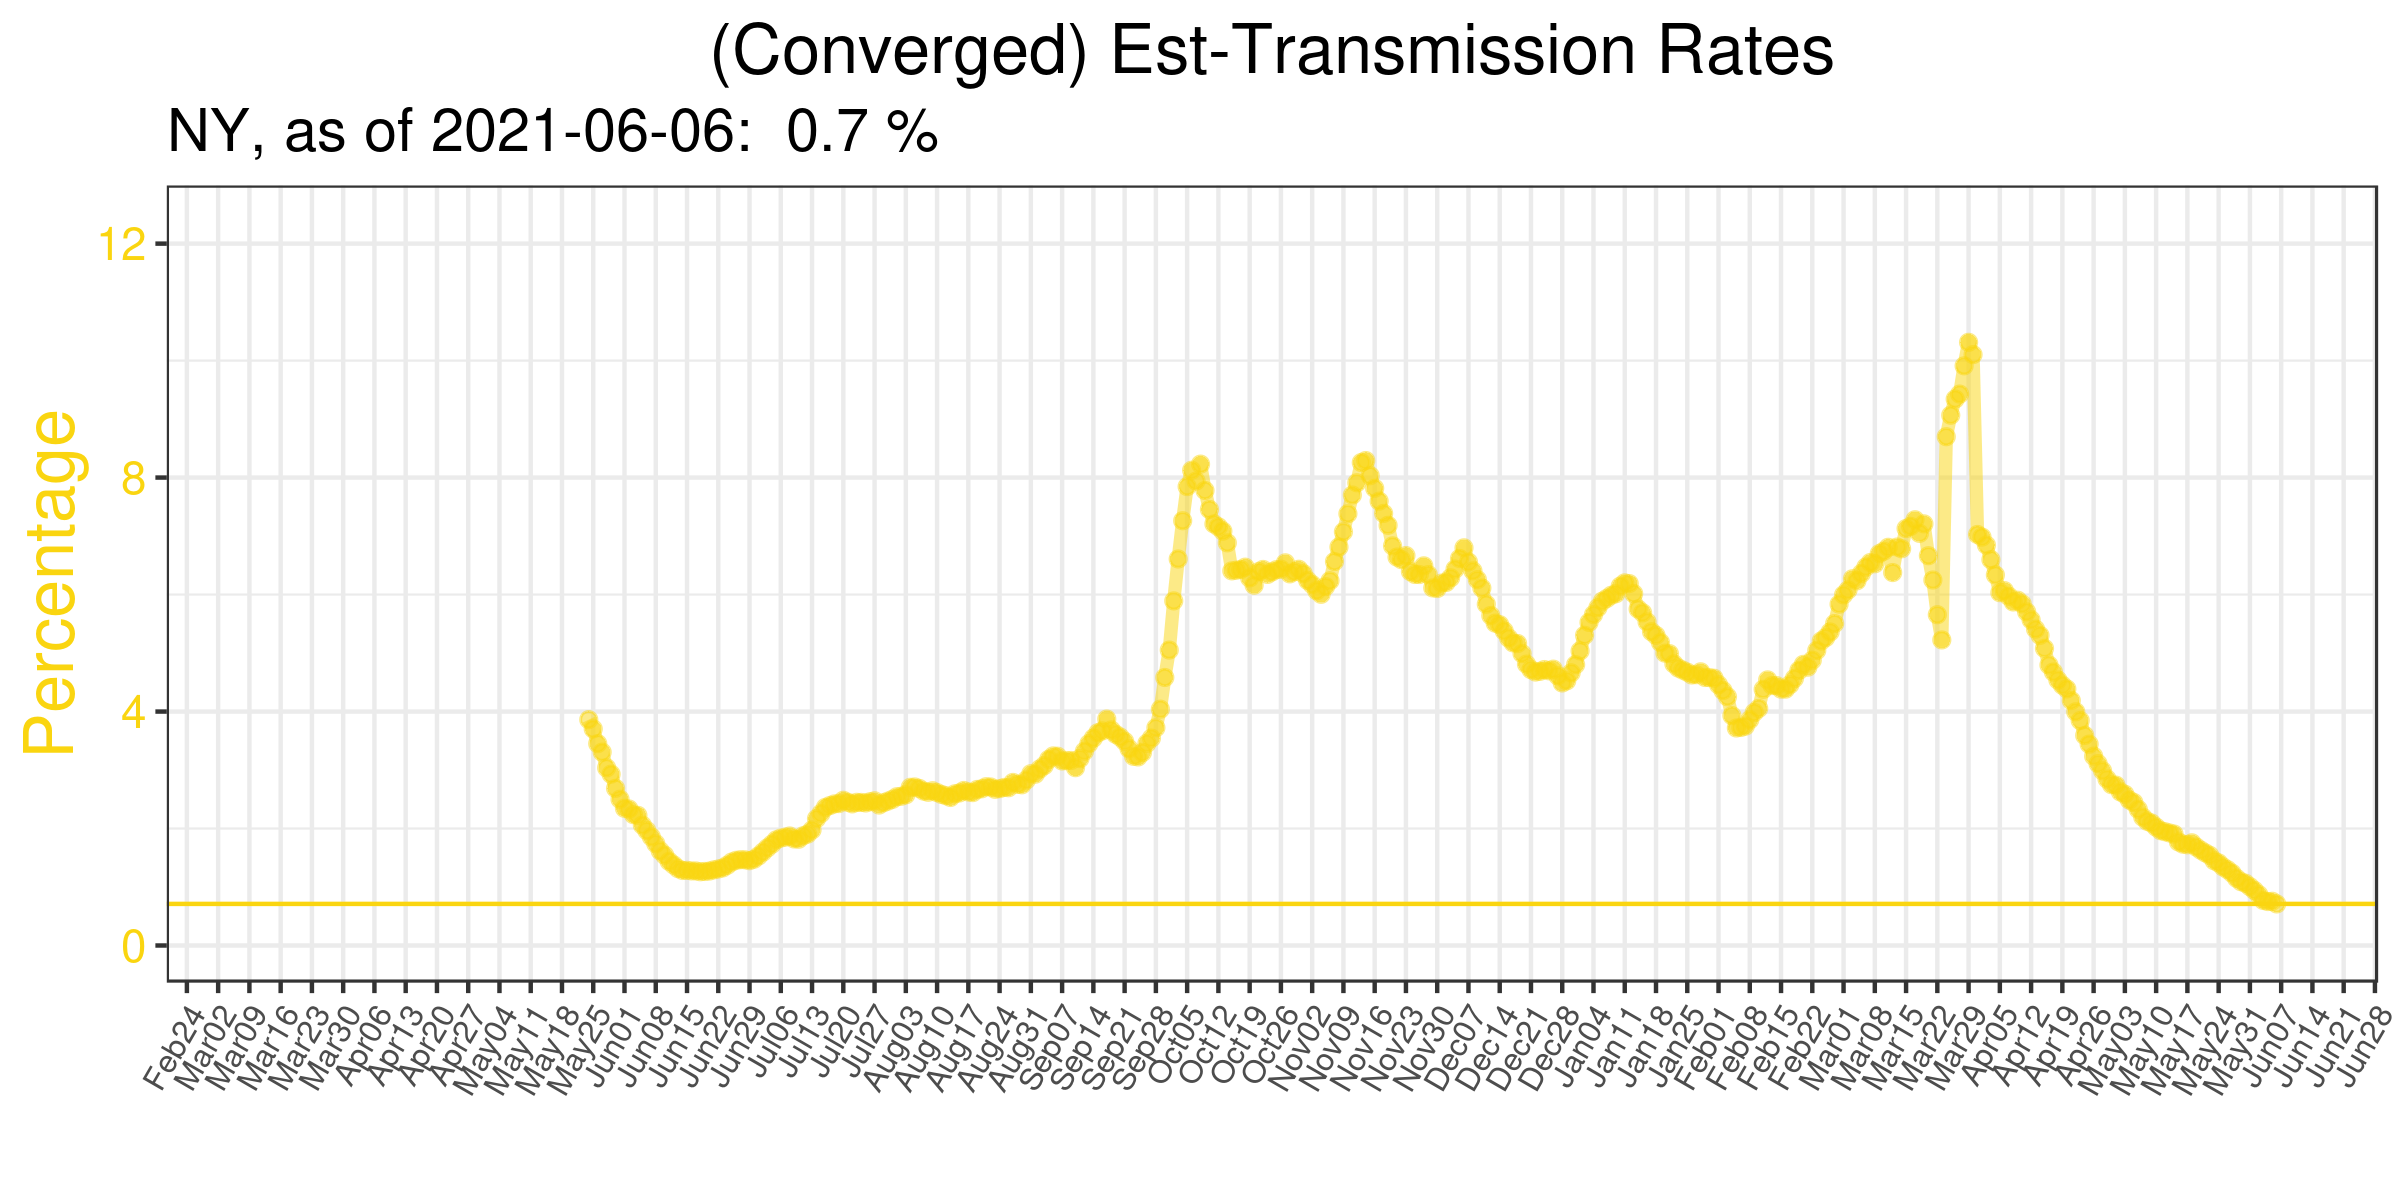 (Converged) Est-Transmission Rates
NY, as of 2021-06-06:  0.7 %
Percentage
12
8
4
0
Feb24
Mar02
Mar09
Mar16
Mar23
Mar30
Apr06
Apr13
Apr20
Apr27
May04
May11
May18
May25
Jun01
Jun08
Jun15
Jun22
Jun29
Jul06
Jul13
Jul20
Jul27
Aug03
Aug10
Aug17
Aug24
Aug31
Sep07
Sep14
Sep21
Sep28
Oct05
Oct12
Oct19
Oct26
Nov02
Nov09
Nov16
Nov23
Nov30
Dec07
Dec14
Dec21
Dec28
Jan04
Jan11
Jan18
Jan25
Feb01
Feb08
Feb15
Feb22
Mar01
Mar08
Mar15
Mar22
Mar29
Apr05
Apr12
Apr19
Apr26
May03
May10
May17
May24
May31
Jun07
Jun14
Jun21
Jun28